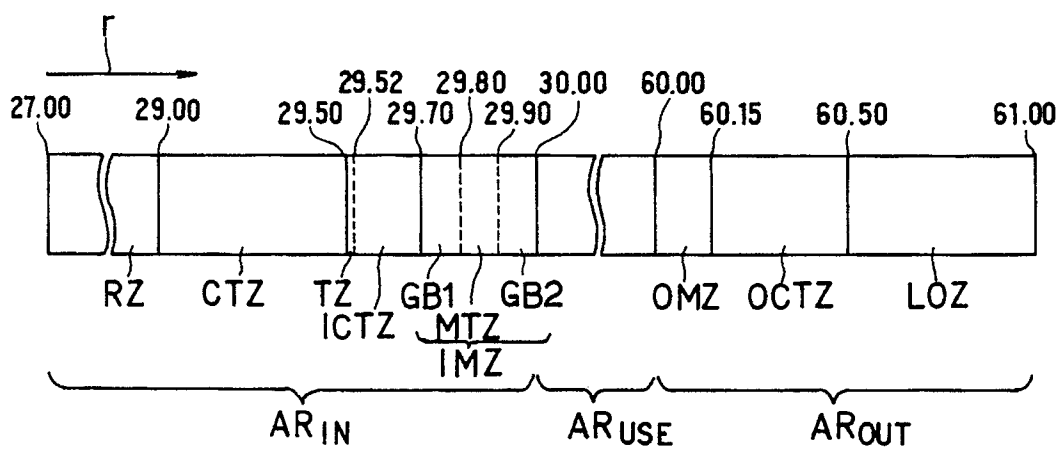 r
29.52 29.80 30.00 60.00
27.00 29.00 29.50 29.70 29.90 60.15 60.50 61.00
RZ CTZ TZ GB1 GB2 OMZ OCTZ LOZ
ICTZ MTZ
IMZ
AR IN AR USE AR OUT